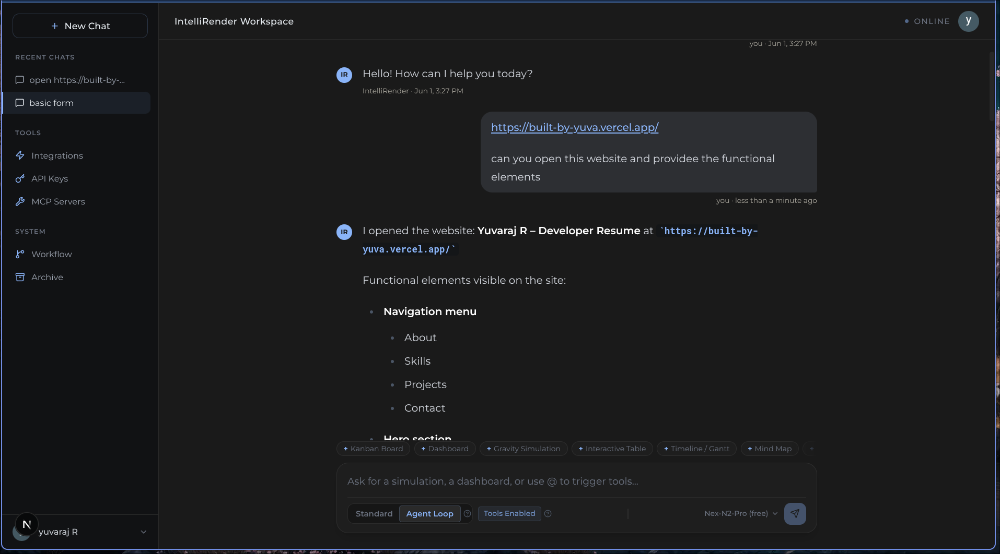 + New Chat
RECENT CHATS
open https://built-by-...
basic form
TOOLS
Integrations
API Keys
MCP Servers
SYSTEM
Workflow
Archive
N
yuvaraj R
IntelliRender Workspace
ONLINE
y
you · Jun 1, 3:27 PM
IR
Hello! How can I help you today?
IntelliRender · Jun 1, 3:27 PM
https://built-by-yuva.vercel.app/
can you open this website and providee the functional
elements
you · less than a minute ago
IR
I opened the website: Yuvaraj R – Developer Resume at `https://built-by-
yuva.vercel.app/`
Functional elements visible on the site:
• Navigation menu
• About
• Skills
• Projects
• Contact
• Hero section
+ Kanban Board + Dashboard + Gravity Simulation + Interactive Table + Timeline / Gantt + Mind Map +
Ask for a simulation, a dashboard, or use @ to trigger tools...
Standard Agent Loop ? Tools Enabled ? Nex-N2-Pro (free)